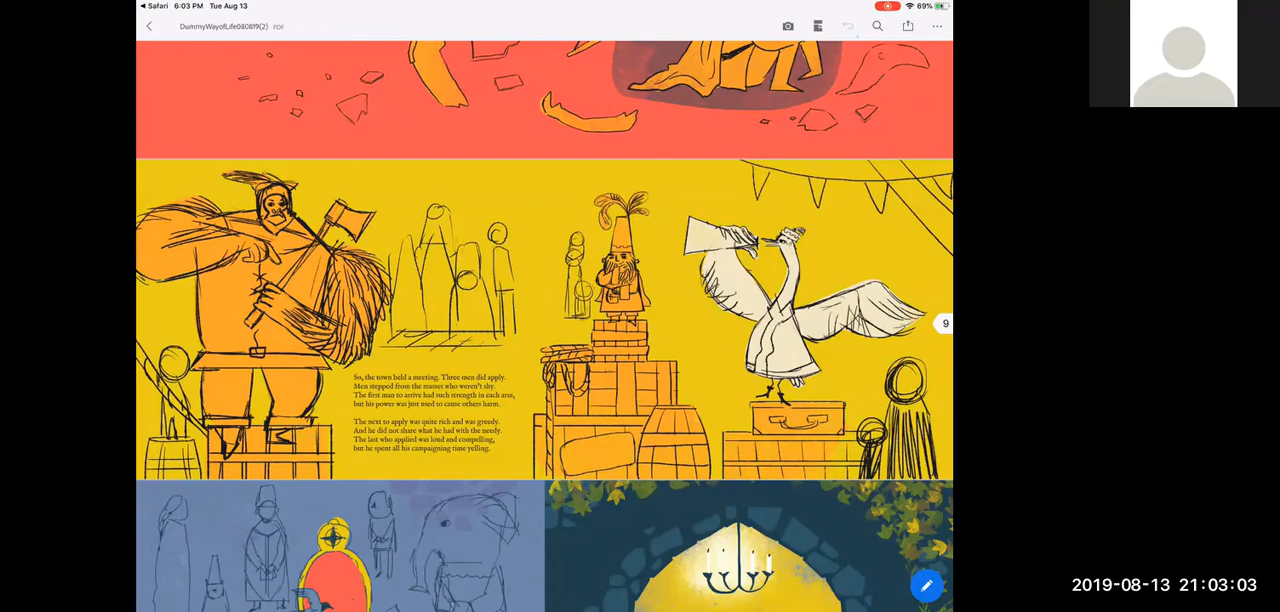 Safari 6:03 PM Tue Aug 13
69%
DummyWayofLife080819(2) PDF
9
So, the town held a meeting. Three men did apply.
Men stepped from the masses who weren't shy.
The first man to arrive had such strength in each arm,
but his power was just used to cause others harm.
The next to apply was quite rich and was greedy.
And he did not share what he had with the needy.
The last who applied was loud and compelling,
but he spent all his campaigning time yelling.
2019-08-13 21:03:03